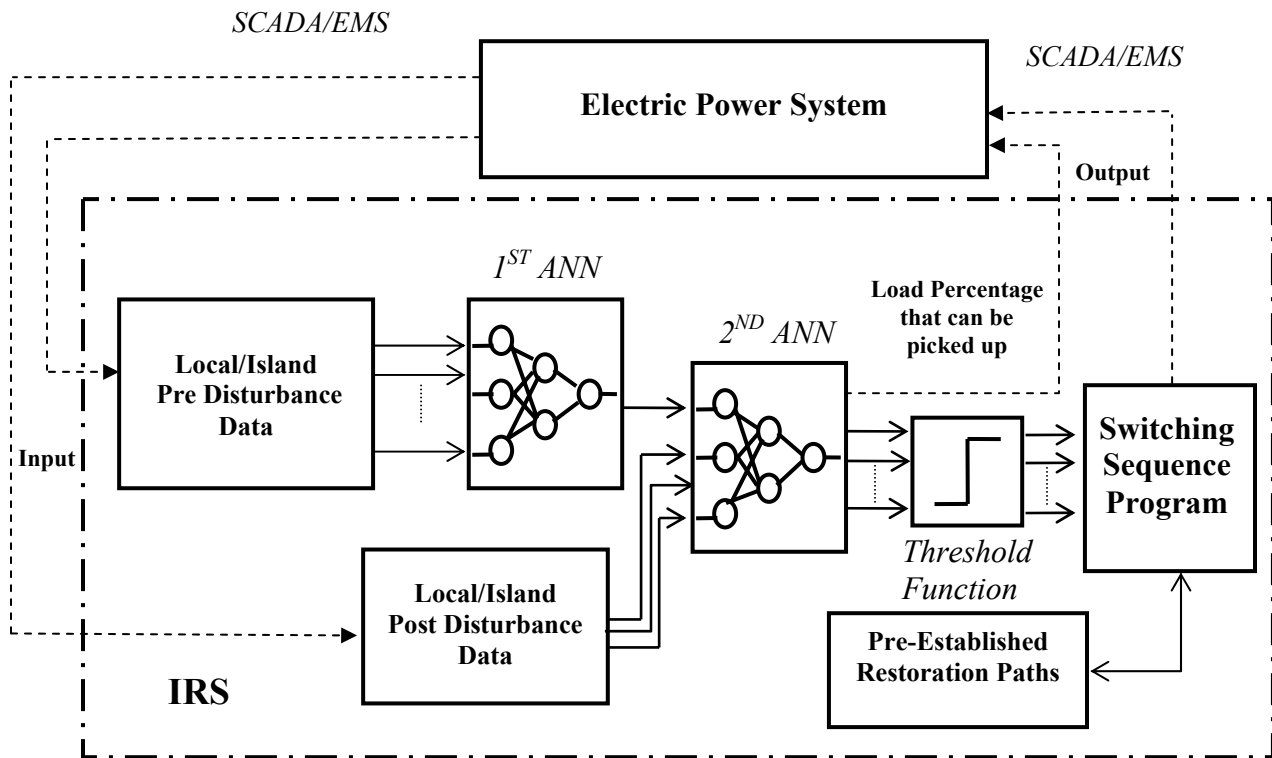 SCADA/EMS
Electric Power System
SCADA/EMS
Output
1ST ANN
2ND ANN
Load Percentage
that can be
picked up
Local/Island
Pre Disturbance
Data
Input
Switching
Sequence
Program
Threshold
Function
Local/Island
Post Disturbance
Data
Pre-Established
Restoration Paths
IRS